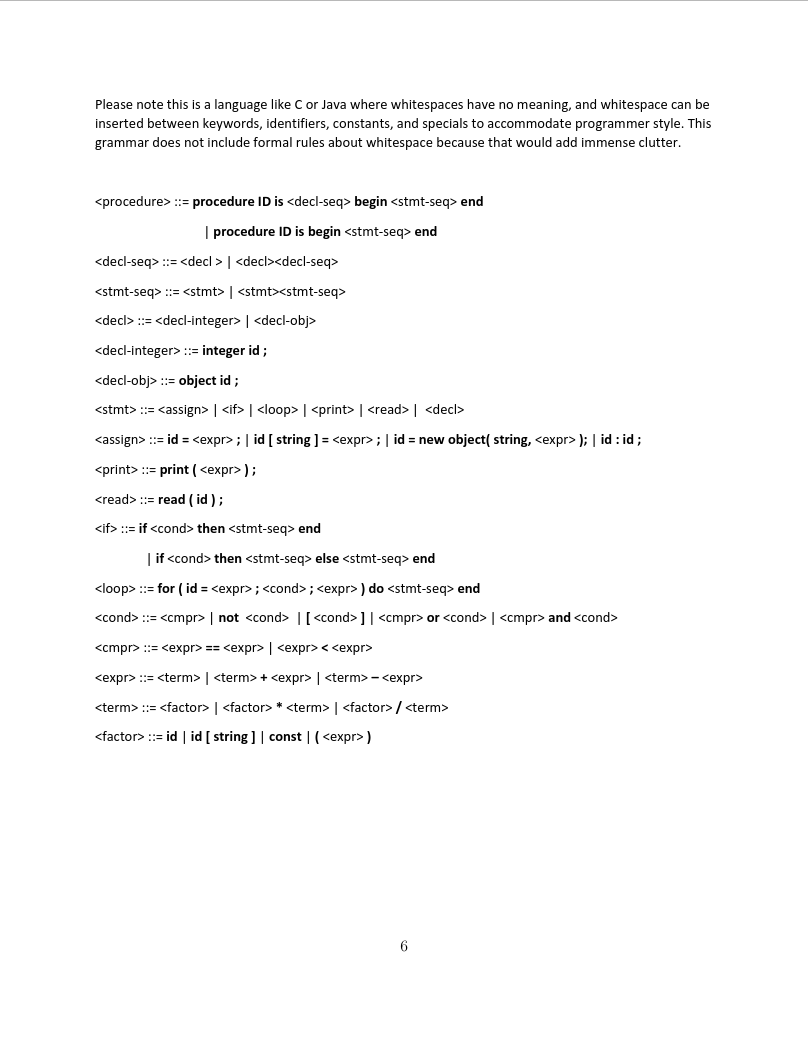 Please note this is a language like C or Java where whitespaces have no meaning, and whitespace can be
inserted between keywords, identifiers, constants, and specials to accommodate programmer style. This
grammar does not include formal rules about whitespace because that would add immense clutter.
<procedure> ::= procedure ID is <decl-seq> begin <stmt-seq> end
| procedure ID is begin <stmt-seq> end
<decl-seq> ::= <decl > | <decl><decl-seq>
<stmt-seq> ::= <stmt> | <stmt><stmt-seq>
<decl> ::= <decl-integer> | <decl-obj>
<decl-integer> ::= integer id ;
<decl-obj> ::= object id ;
<stmt> ::= <assign> | <if> | <loop> | <print> | <read> | <decl>
<assign> ::= id = <expr> ; | id [ string ] = <expr> ; | id = new object( string, <expr> ); | id : id ;
<print> ::= print ( <expr> ) ;
<read> ::= read ( id ) ;
<if> ::= if <cond> then <stmt-seq> end
| if <cond> then <stmt-seq> else <stmt-seq> end
<loop> ::= for ( id = <expr> ; <cond> ; <expr> ) do <stmt-seq> end
<cond> ::= <cmpr> | not <cond> | [ <cond> ] | <cmpr> or <cond> | <cmpr> and <cond>
<cmpr> ::= <expr> == <expr> | <expr> < <expr>
<expr> ::= <term> | <term> + <expr> | <term> – <expr>
<term> ::= <factor> | <factor> * <term> | <factor> / <term>
<factor> ::= id | id [ string ] | const | ( <expr> )
6